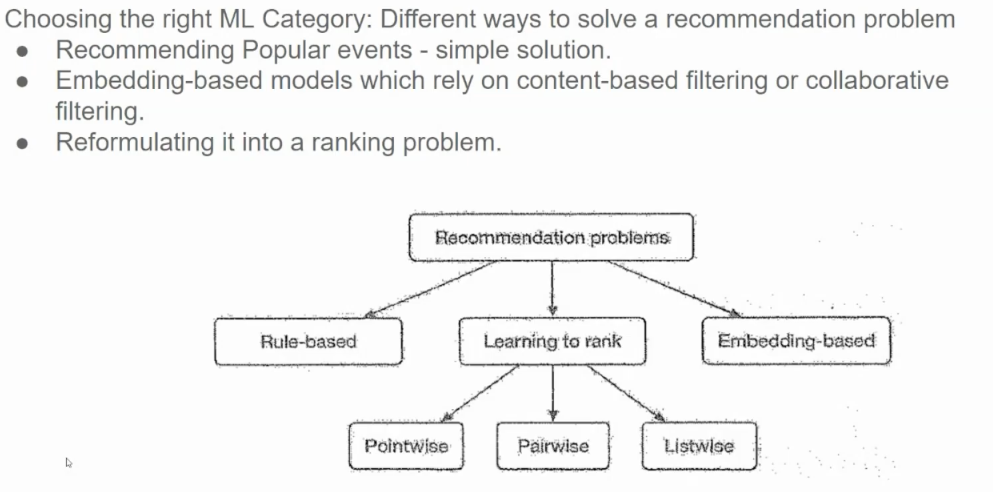 Choosing the right ML Category: Different ways to solve a recommendation problem
● Recommending Popular events - simple solution.
● Embedding-based models which rely on content-based filtering or collaborative
filtering.
● Reformulating it into a ranking problem.
Recommendation problems
Rule-based
Learning to rank
Embedding-based
Pointwise
Pairwise
Listwise